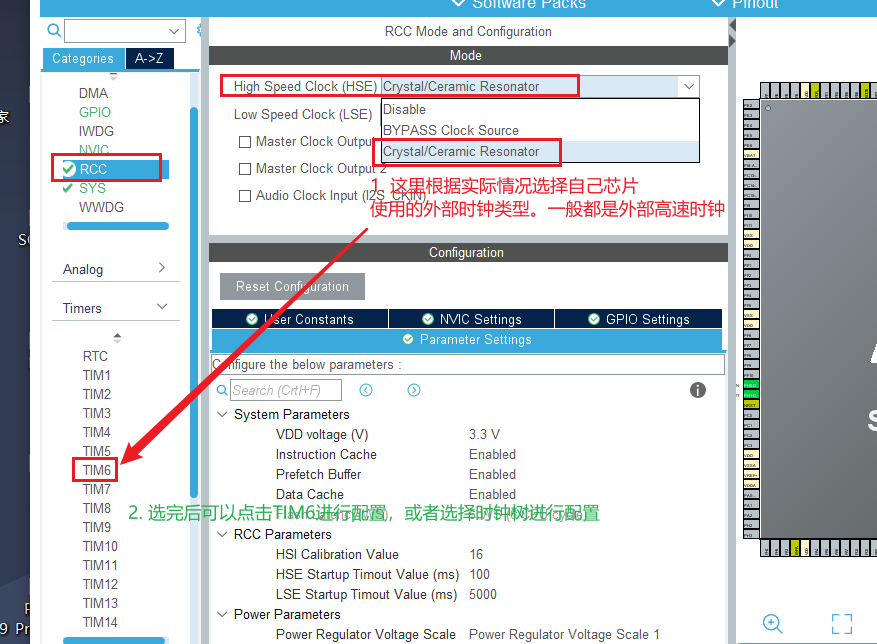 Software Packs
Pinout
RCC Mode and Configuration
Categories
A->Z
Mode
High Speed Clock (HSE)
Crystal/Ceramic Resonator
Disable
BYPASS Clock Source
Crystal/Ceramic Resonator
Low Speed Clock (LSE)
Master Clock Outpu
Master Clock Output 2
Audio Clock Input (I2S_CKIN)
1. 这里根据实际情况选择自己芯片
使用的外部时钟类型。一般都是外部高速时钟
DMA
GPIO
IWDG
NVIC
RCC
SYS
WWDG
Analog
Timers
RTC
TIM1
TIM2
TIM3
TIM4
TIM5
TIM6
TIM7
TIM8
TIM9
TIM10
TIM11
TIM12
TIM13
TIM14
2. 选完后可以点击TIM6进行配置，或者选择时钟树进行配置
Configuration
Reset Configuration
User Constants
NVIC Settings
GPIO Settings
Parameter Settings
Configure the below parameters :
Search (Crtl+F)
System Parameters
VDD voltage (V) 3.3 V
Instruction Cache Enabled
Prefetch Buffer Enabled
Data Cache Enabled
RCC Parameters
HSI Calibration Value 16
HSE Startup Timout Value (ms) 100
LSE Startup Timout Value (ms) 5000
Power Parameters
Power Regulator Voltage Scale Power Regulator Voltage Scale 1